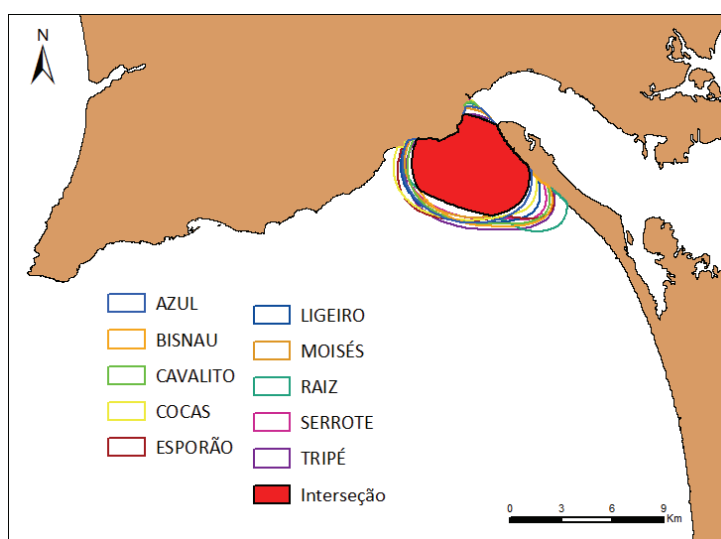 N
AZUL
BISNAU
CAVALITO
COCAS
ESPORÃO
LIGEIRO
MOISÉS
RAIZ
SERROTE
TRIPÉ
Interseção
0 3 6 9
Km